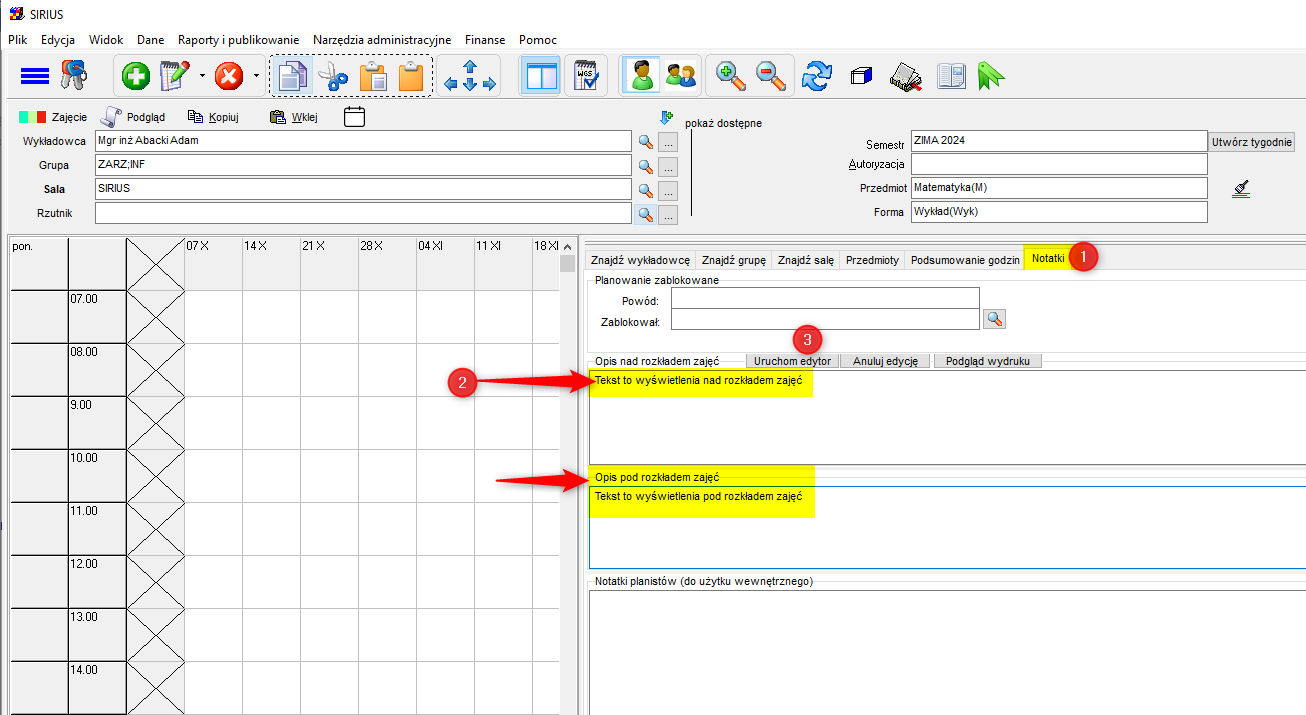 SIRIUS
Plik Edycja Widok Dane Raporty i publikowanie Narzędzia administracyjne Finanse Pomoc
WGS
Zajęcie Podgląd Kopiuj Wklej
pokaż dostępne
Wykładowca Mgr inż Abacki Adam ...
Grupa ZARZ;INF ...
Sala SIRIUS ...
Rzutnik ...
Semestr ZIMA 2024 Utwórz tygodnie
Autoryzacja
Przedmiot Matematyka(M)
Forma Wykład(Wyk)
pon. 07 X 14 X 21 X 28 X 04 XI 11 XI 18 XI
07.00
08.00
9.00
10.00
11.00
12.00
13.00
14.00
Znajdź wykładowcę Znajdź grupę Znajdź salę Przedmioty Podsumowanie godzin Notatki 1
Planowanie zablokowane
Powód:
Zablokował:
3
Opis nad rozkładem zajęć Uruchom edytor Anuluj edycję Podgląd wydruku
2 Tekst to wyświetlenia nad rozkładem zajęć
Opis pod rozkładem zajęć
Tekst to wyświetlenia pod rozkładem zajęć
Notatki planistów (do użytku wewnętrznego)